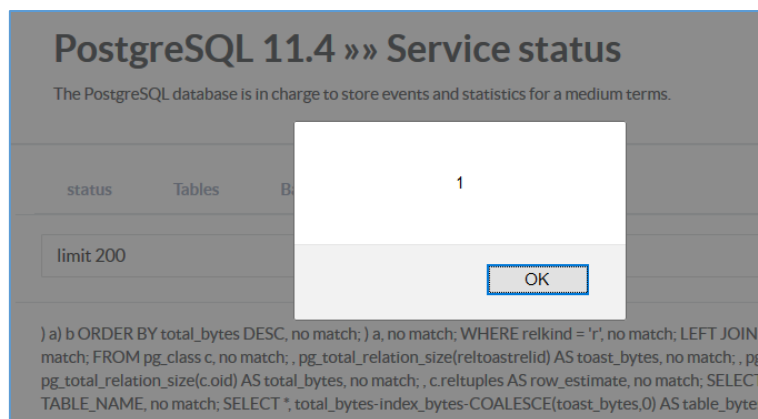 PostgreSQL 11.4 »» Service status
The PostgreSQL database is in charge to store events and statistics for a medium terms.
1
status Tables
limit 200
OK
) a) b ORDER BY total_bytes DESC, no match; ) a, no match; WHERE relkind = 'r', no match; LEFT JOIN
match; FROM pg_class c, no match; , pg_total_relation_size(reltoastrelid) AS toast_bytes, no match; , pg
pg_total_relation_size(c.oid) AS total_bytes, no match; , c.reltuples AS row_estimate, no match; SELECT
TABLE_NAME, no match; SELECT *, total_bytes-index_bytes-COALESCE(toast_bytes,0) AS table_byte